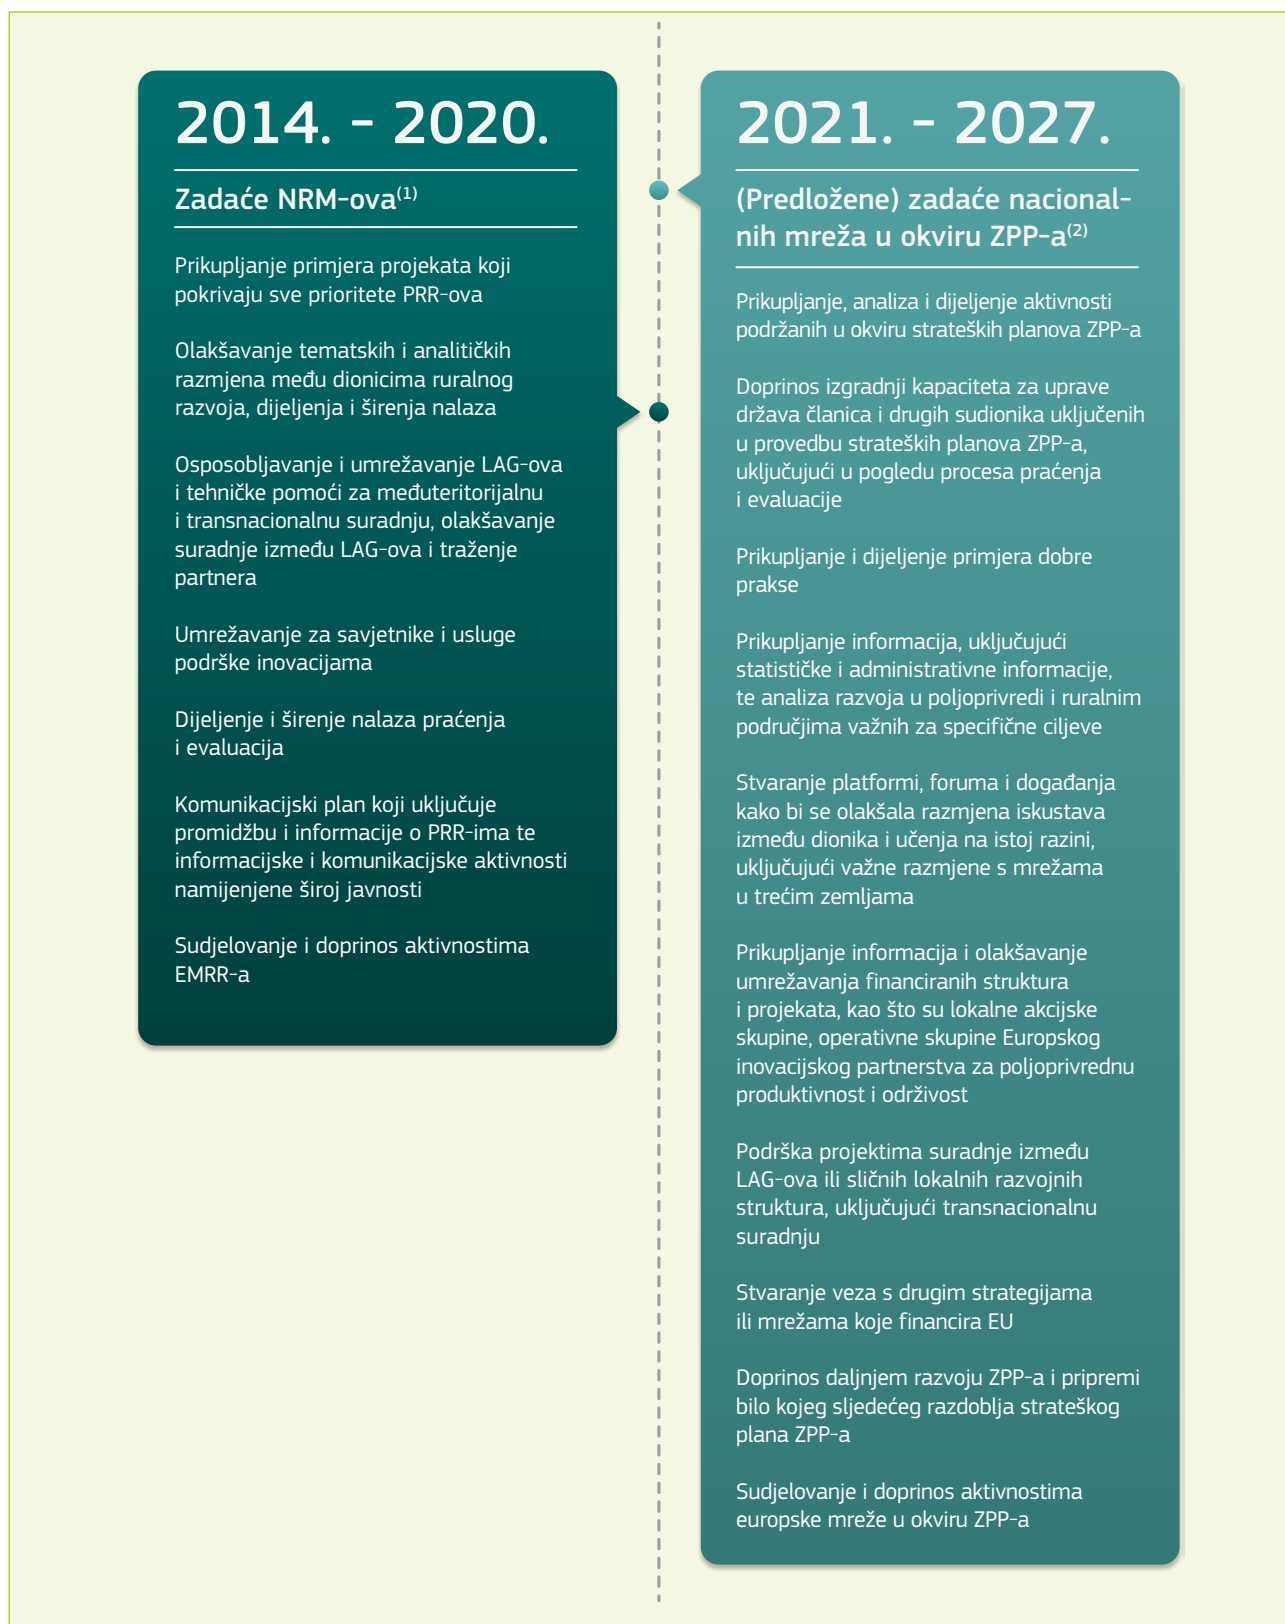 2014. - 2020.
Zadaće NRM-ova(1)
Prikupljanje primjera projekata koji
pokrivaju sve prioritete PRR-ova
Olakšavanje tematskih i analitičkih
razmjena među dionicima ruralnog
razvoja, dijeljenja i širenja nalaza
Osposobljavanje i umrežavanje LAG-ova
i tehničke pomoći za međuteritorijalnu
i transnacionalnu suradnju, olakšavanje
suradnje između LAG-ova i traženje
partnera
Umrežavanje za savjetnike i usluge
podrške inovacijama
Dijeljenje i širenje nalaza praćenja
i evaluacija
Komunikacijski plan koji uključuje
promidžbu i informacije o PRR-ima te
informacijske i komunikacijske aktivnosti
namijenjene široj javnosti
Sudjelovanje i doprinos aktivnostima
EMRR-a
2021. - 2027.
(Predložene) zadaće nacional-
nih mreža u okviru ZPP-a(2)
Prikupljanje, analiza i dijeljenje aktivnosti
podržanih u okviru strateških planova ZPP-a
Doprinos izgradnji kapaciteta za uprave
država članica i drugih sudionika uključenih
u provedbu strateških planova ZPP-a,
uključujući u pogledu procesa praćenja
i evaluacije
Prikupljanje i dijeljenje primjera dobre
prakse
Prikupljanje informacija, uključujući
statističke i administrativne informacije,
te analiza razvoja u poljoprivredi i ruralnim
područjima važnih za specifične ciljeve
Stvaranje platformi, foruma i događanja
kako bi se olakšala razmjena iskustava
između dionika i učenja na istoj razini,
uključujući važne razmjene s mrežama
u trećim zemljama
Prikupljanje informacija i olakšavanje
umrežavanja financiranih struktura
i projekata, kao što su lokalne akcijske
skupine, operativne skupine Europskog
inovacijskog partnerstva za poljoprivrednu
produktivnost i održivost
Podrška projektima suradnje između
LAG-ova ili sličnih lokalnih razvojnih
struktura, uključujući transnacionalnu
suradnju
Stvaranje veza s drugim strategijama
ili mrežama koje financira EU
Doprinos daljnjem razvoju ZPP-a i pripremi
bilo kojeg sljedećeg razdoblja strateškog
plana ZPP-a
Sudjelovanje i doprinos aktivnostima
europske mreže u okviru ZPP-a